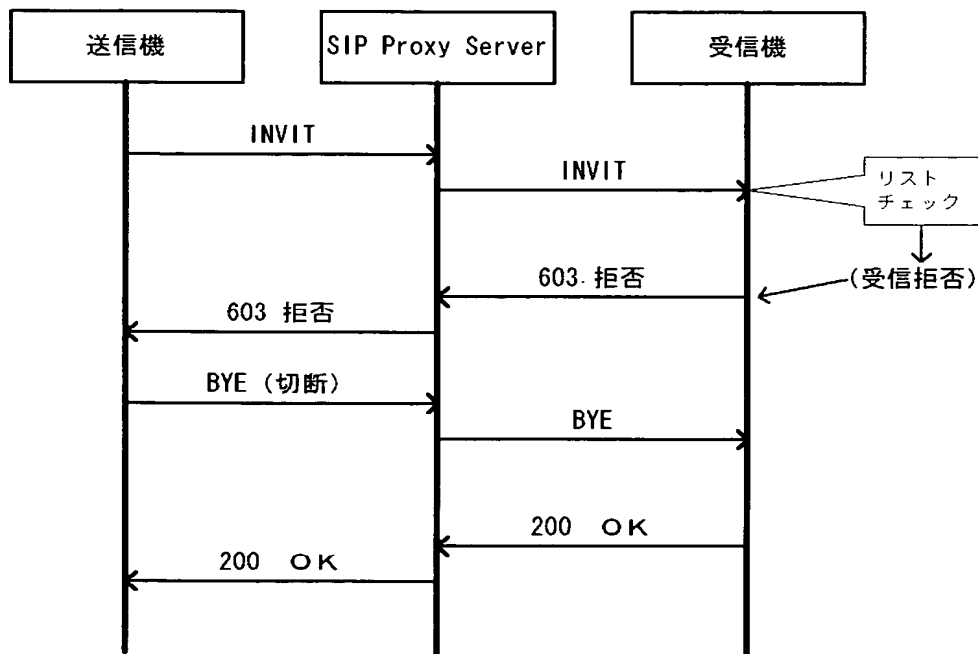 送信機
SIP Proxy Server
受信機
INVIT
INVIT
リスト
チェック
(受信拒否)
603 拒否
603 拒否
BYE (切断)
BYE
200 OK
200 OK